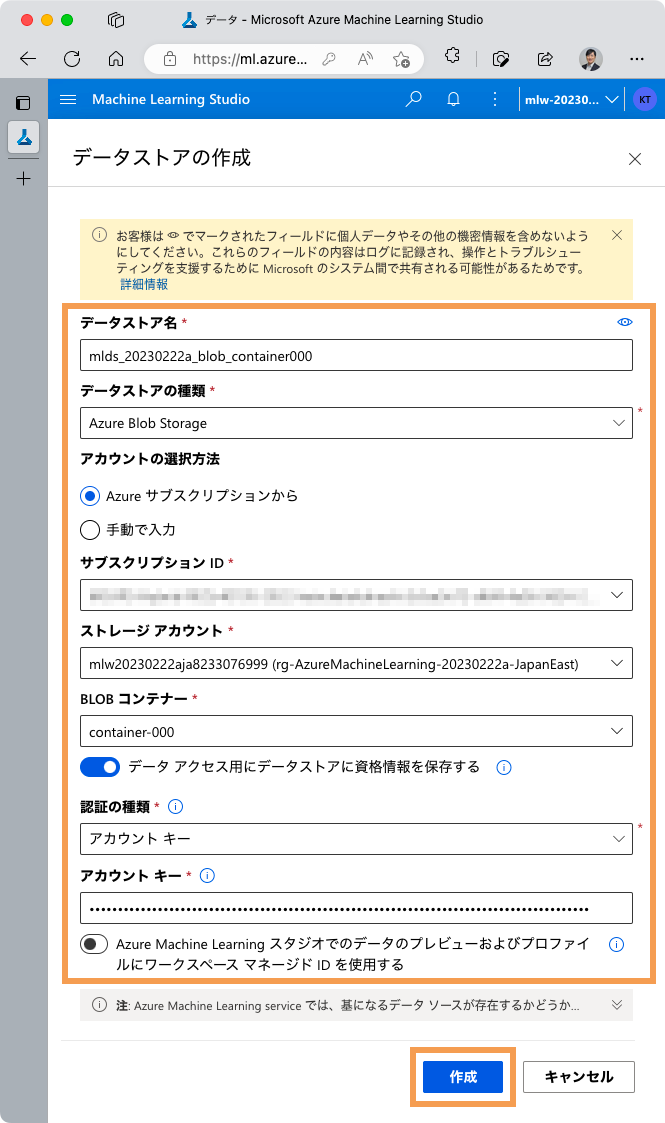 データ - Microsoft Azure Machine Learning Studio
https://ml.azure...
Machine Learning Studio
mlw-20230...
KT
データストアの作成
お客様は でマークされたフィールドに個人データやその他の機密情報を含めないよう
にしてください。これらのフィールドの内容はログに記録され、操作とトラブルシュー
ティングを支援するために Microsoft のシステム間で共有される可能性があるためです。
詳細情報
データストア名 *
mlds_20230222a_blob_container000
データストアの種類 *
Azure Blob Storage
*
アカウントの選択方法
Azure サブスクリプションから
手動で入力
サブスクリプション ID *
ストレージ アカウント *
mlw20230222aja8233076999 (rg-AzureMachineLearning-20230222a-JapanEast)
BLOB コンテナー *
container-000
データ アクセス用にデータストアに資格情報を保存する
認証の種類 *
アカウント キー
*
アカウント キー *
Azure Machine Learning スタジオでのデータのプレビューおよびプロファイ
ルにワークスペース マネージド ID を使用する
注: Azure Machine Learning service では、基になるデータ ソースが存在するかどうか...
作成
キャンセル